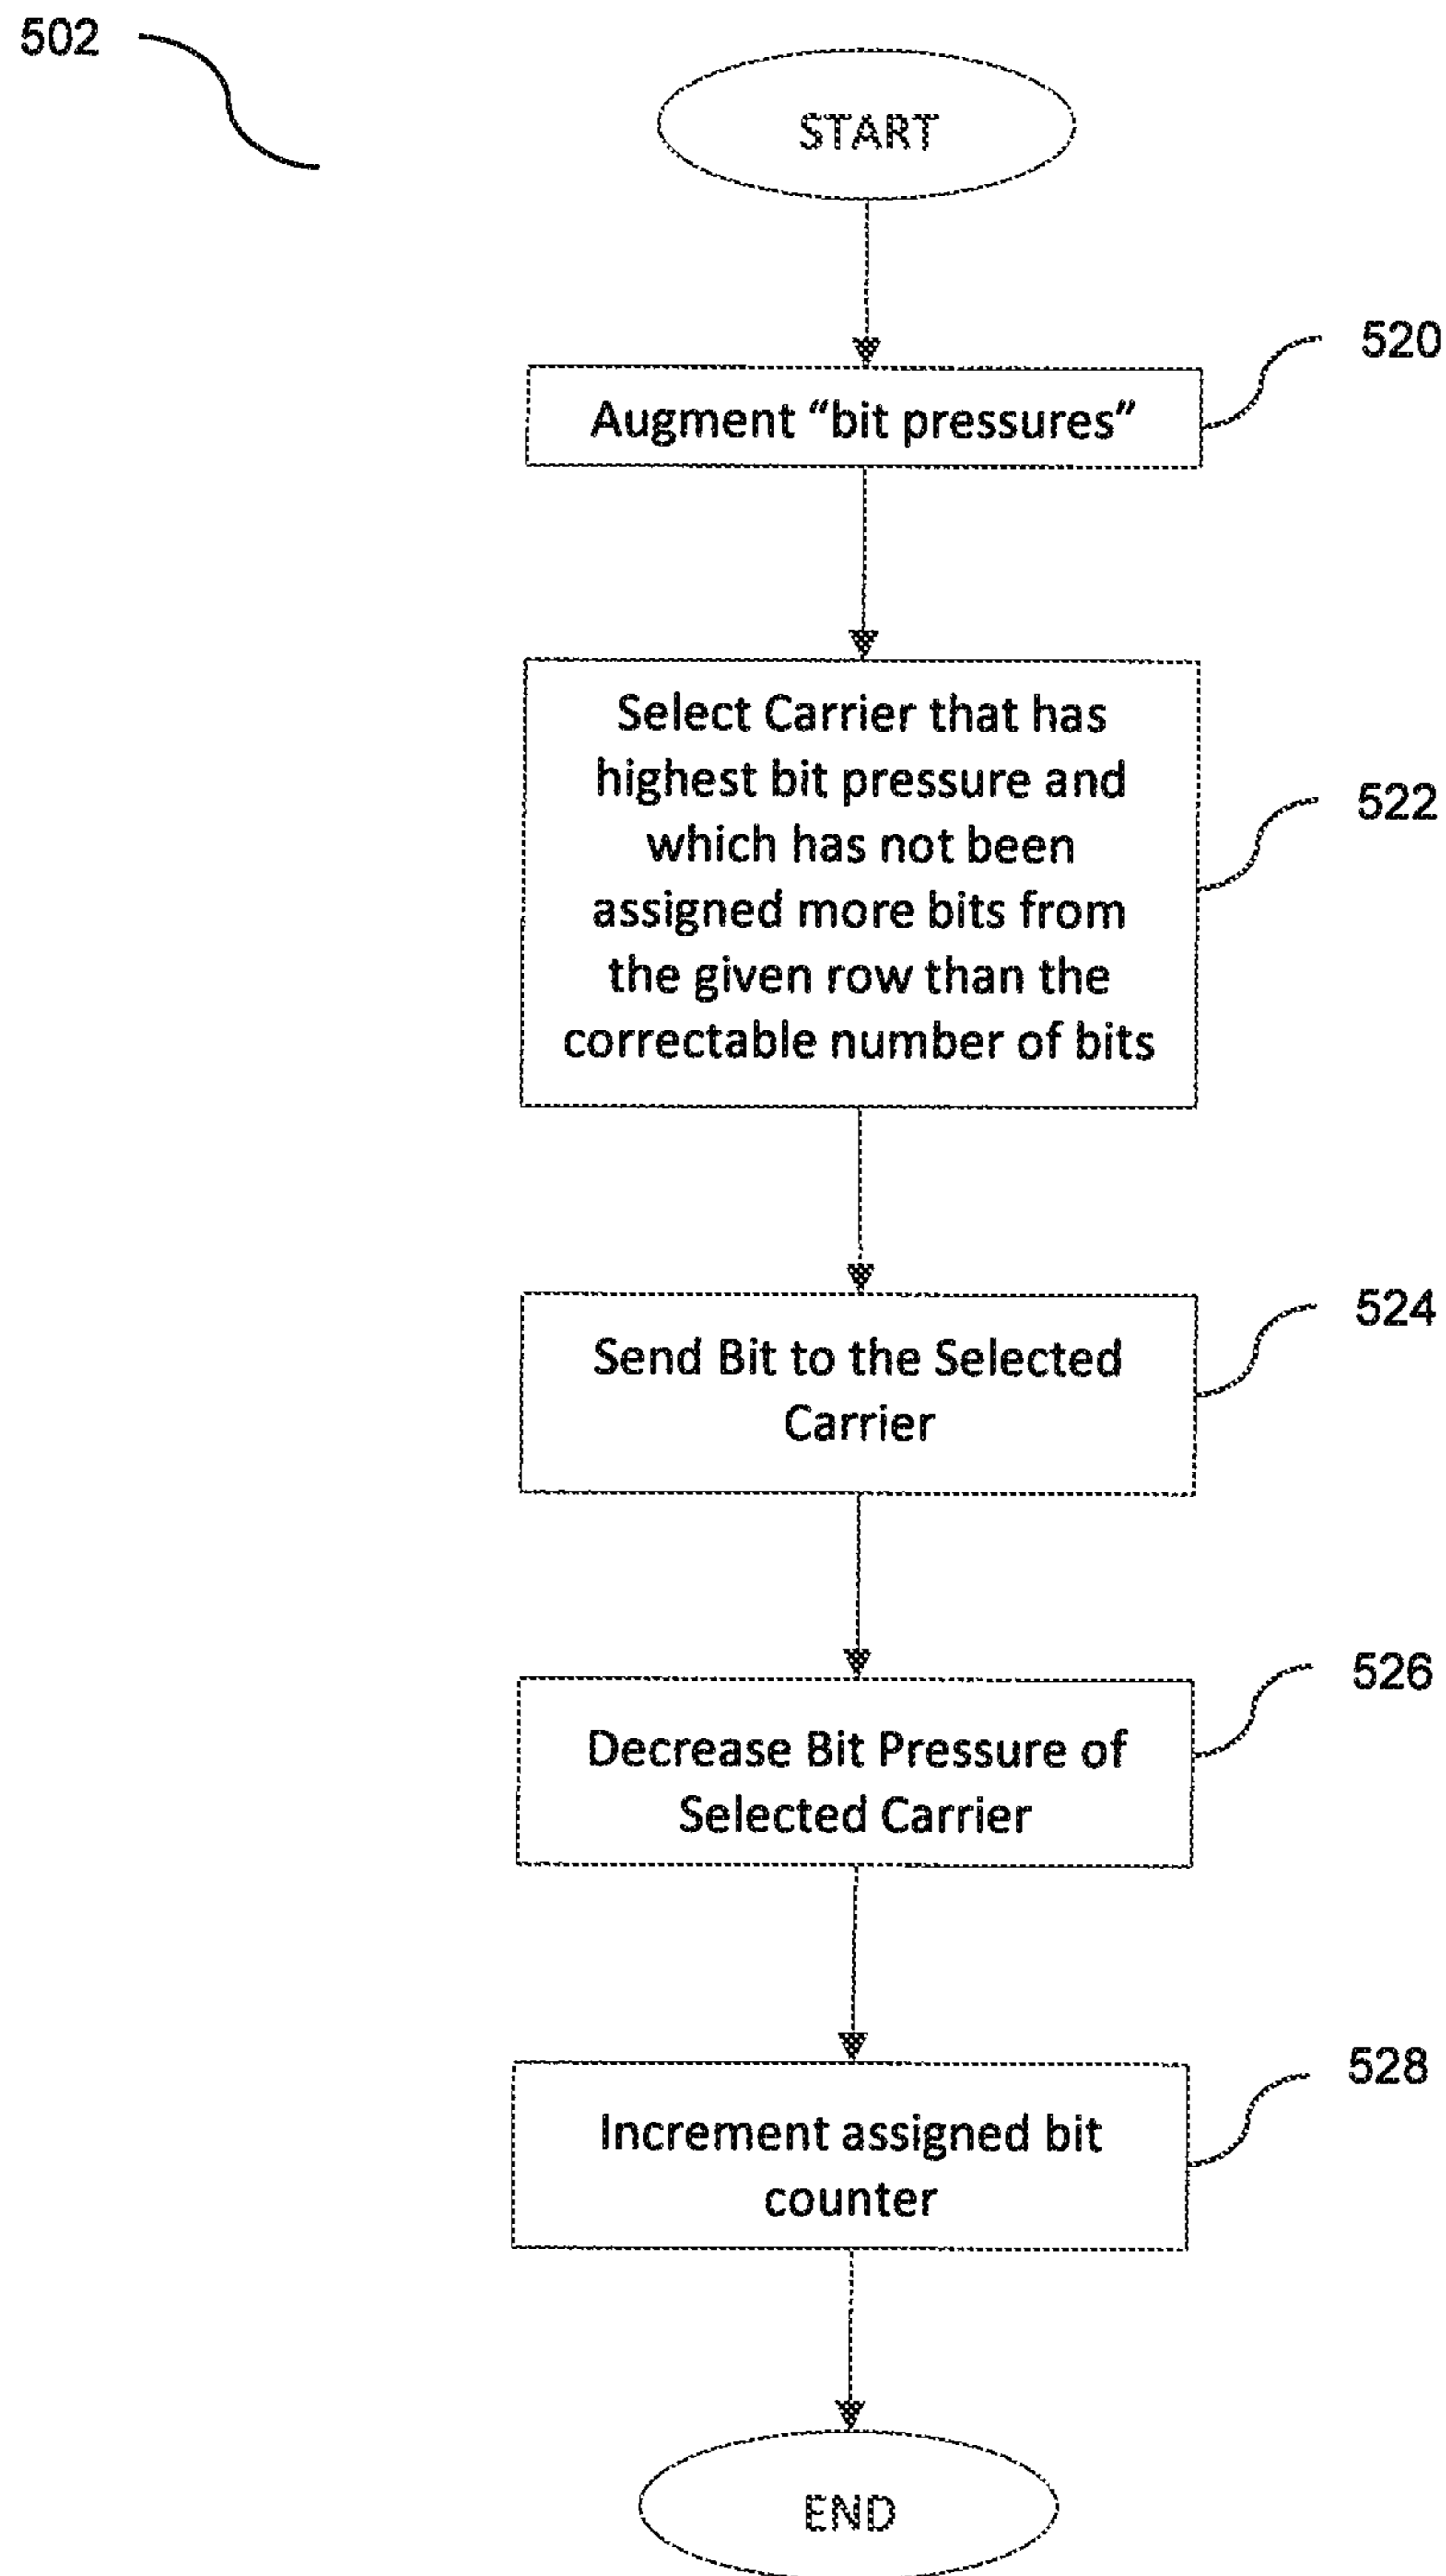 502
START
520
Augment “bit pressures”
Select Carrier that has
highest bit pressure and
which has not been
assigned more bits from
the given row than the
correctable number of bits
522
524
Send Bit to the Selected
Carrier
526
Decrease Bit Pressure of
Selected Carrier
528
Increment assigned bit
counter
END